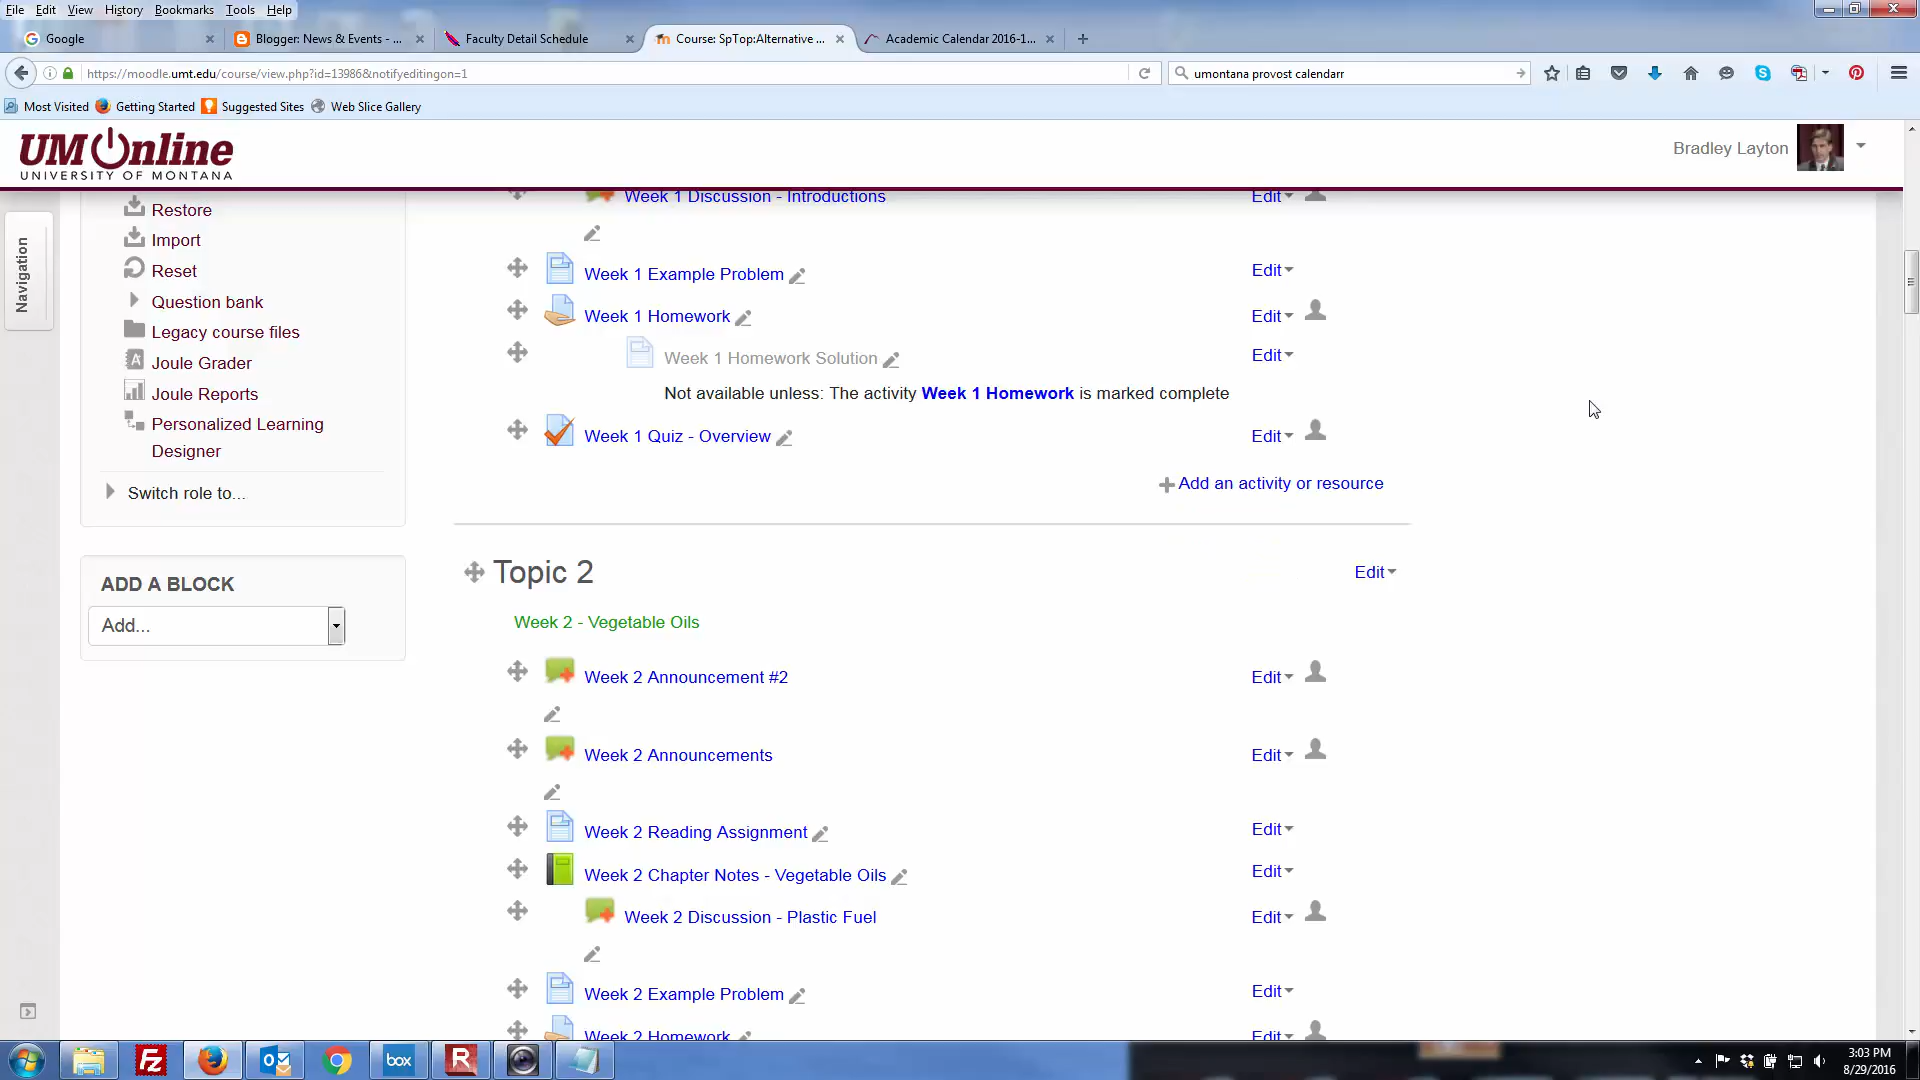 File Edit View History Bookmarks Tools Help
Google
Blogger: News & Events - ...
Faculty Detail Schedule
Course: SpTop:Alternative ...
Academic Calendar 2016-1...
https://moodle.umt.edu/course/view.php?id=13986&notifyeditingon=1
umontana provost calendarr
Most Visited Getting Started Suggested Sites Web Slice Gallery
UMOnline
UNIVERSITY OF MONTANA
Bradley Layton
Navigation
Restore
Import
Reset
Question bank
Legacy course files
Joule Grader
Joule Reports
Personalized Learning
Designer
Switch role to...
ADD A BLOCK
Add...
Week 1 Discussion - Introductions Edit
Week 1 Example Problem Edit
Week 1 Homework Edit
Week 1 Homework Solution Edit
Not available unless: The activity Week 1 Homework is marked complete
Week 1 Quiz - Overview Edit
Add an activity or resource
Topic 2 Edit
Week 2 - Vegetable Oils
Week 2 Announcement #2 Edit
Week 2 Announcements Edit
Week 2 Reading Assignment Edit
Week 2 Chapter Notes - Vegetable Oils Edit
Week 2 Discussion - Plastic Fuel Edit
Week 2 Example Problem Edit
Week 2 Homework Edit
Fz
box
R
3:03 PM
8/29/2016